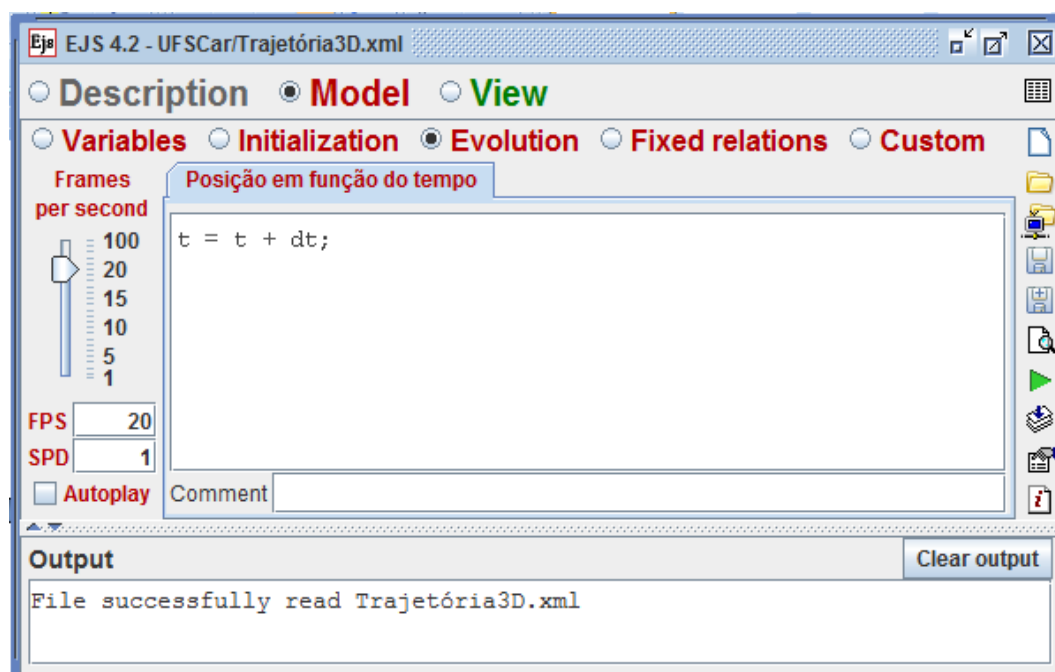 Ejs EJS 4.2 - UFSCar/Trajetória3D.xml
Description Model View
Variables Initialization Evolution Fixed relations Custom
Frames
per second
100
20
15
10
5
1
FPS 20
SPD 1
Autoplay
Posição em função do tempo
t = t + dt;
Comment
Output
Clear output
File successfully read Trajetória3D.xml